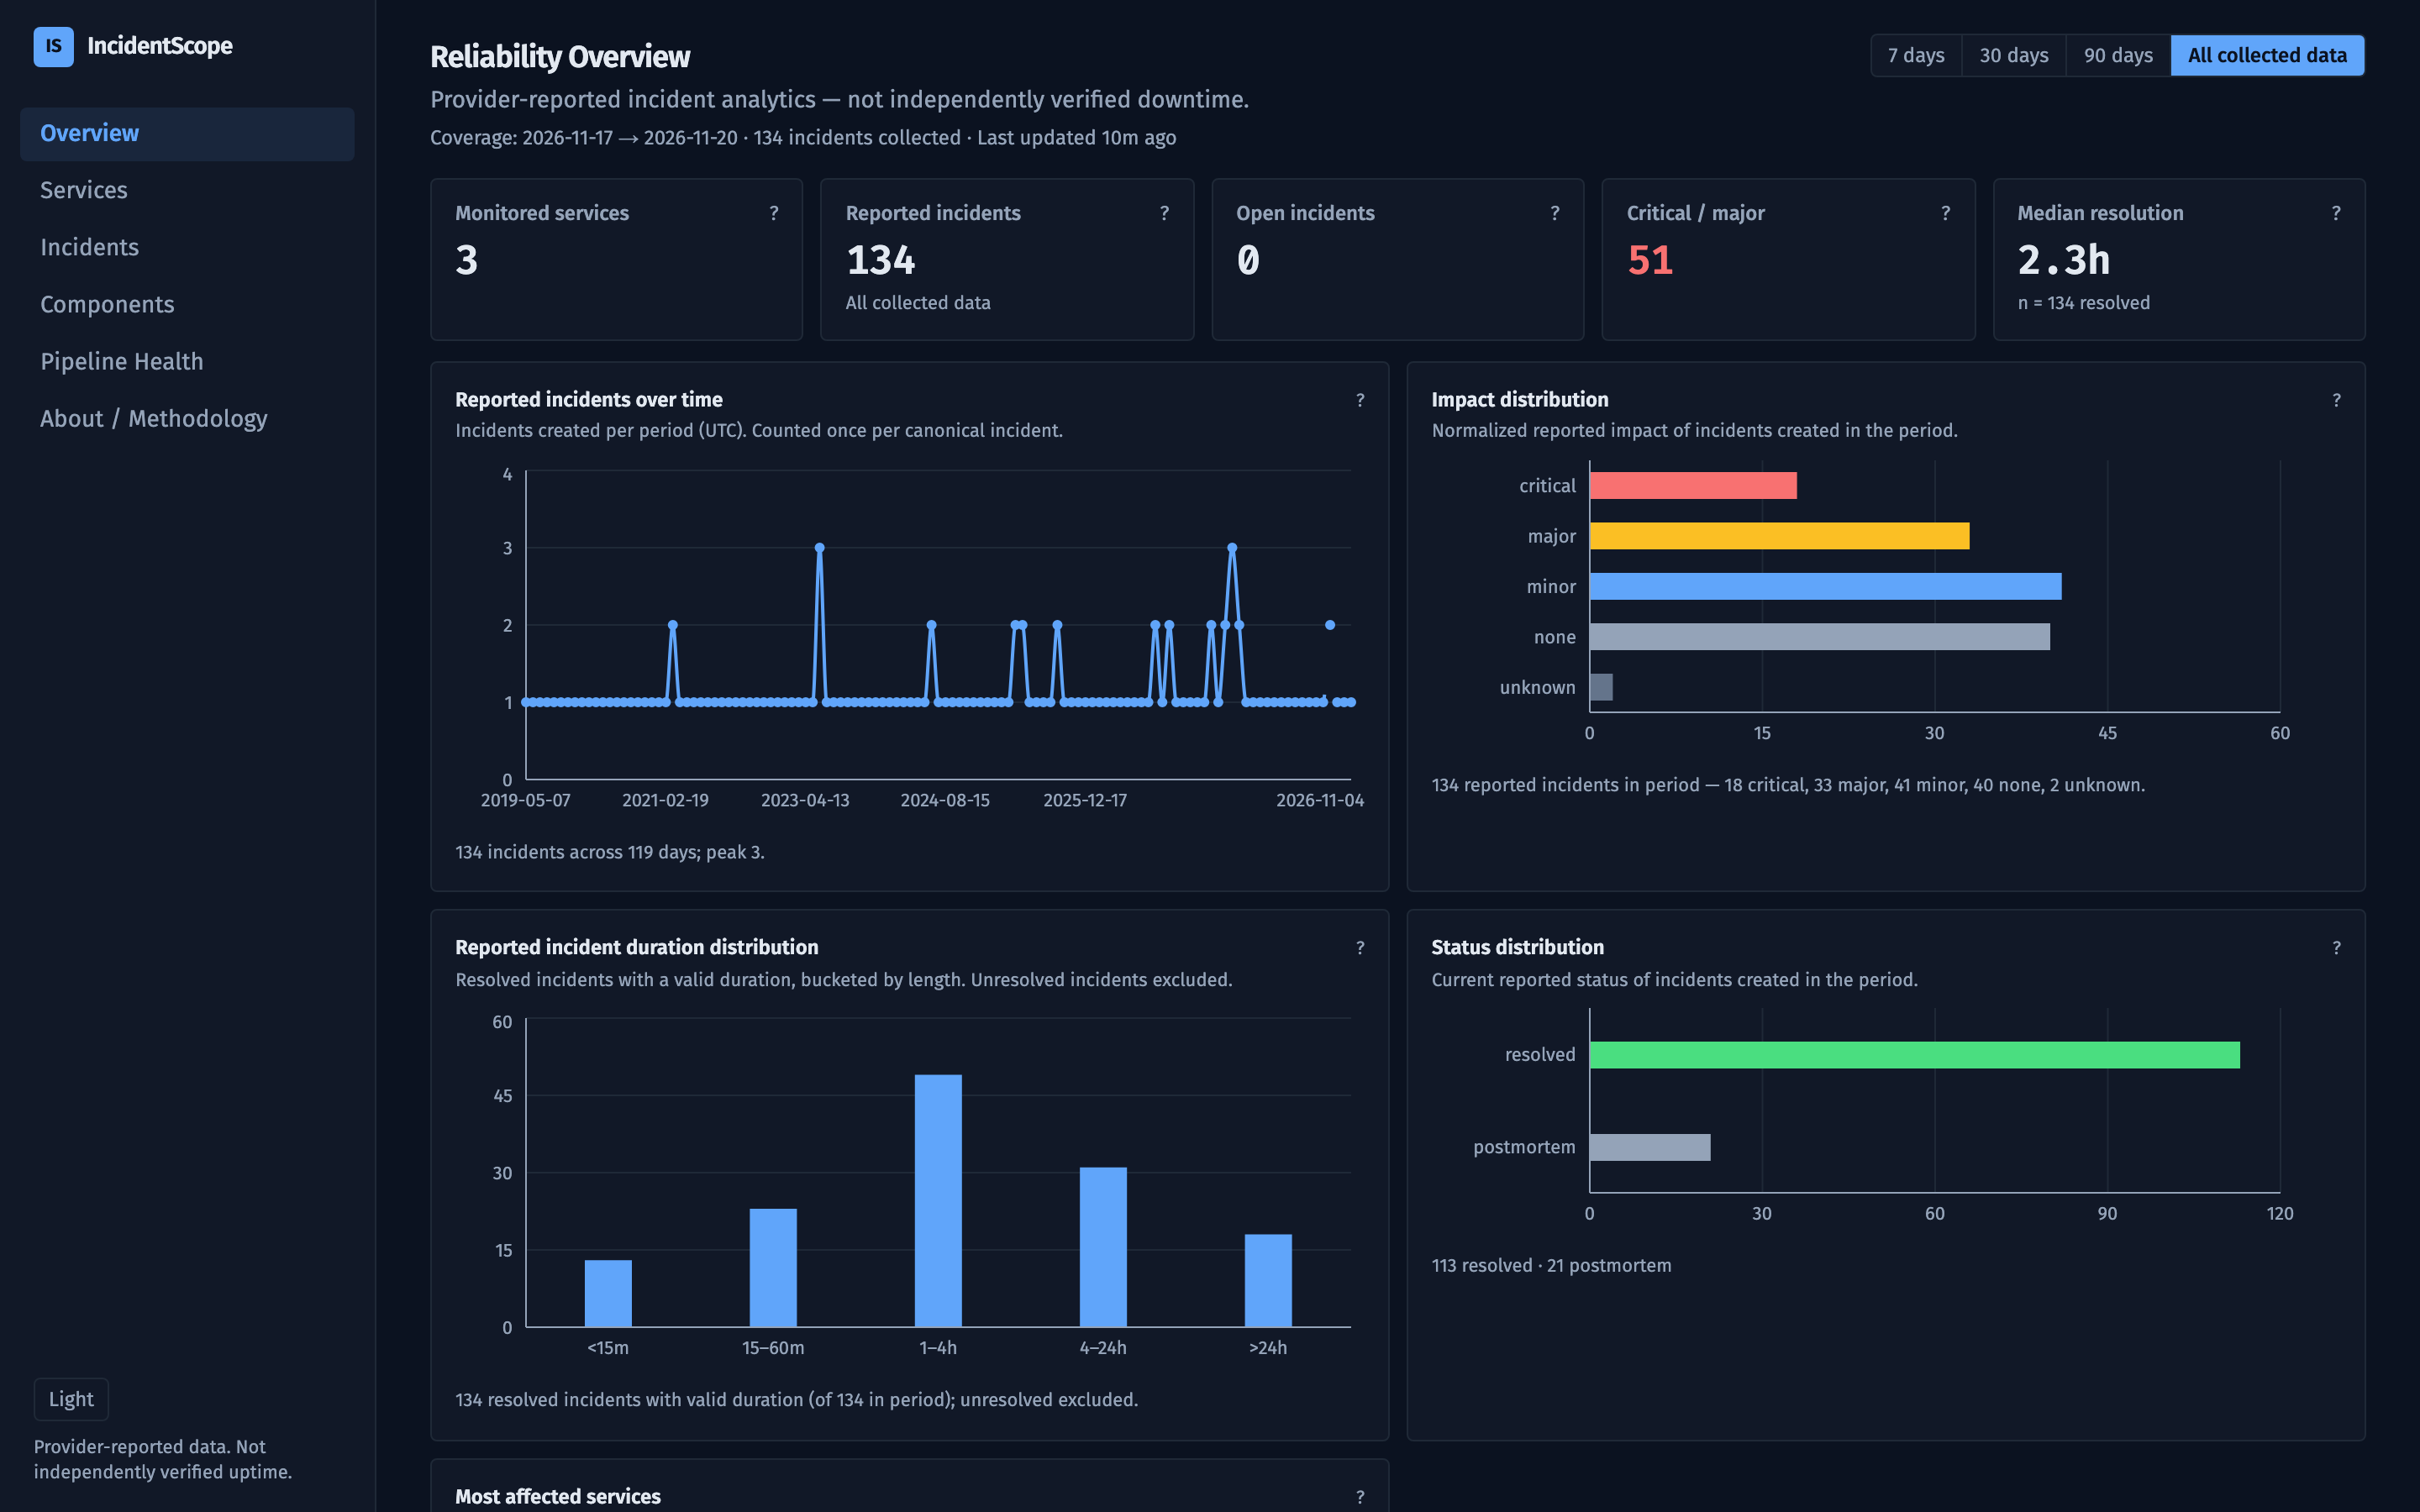 IS
IncidentScope
Overview
Services
Incidents
Components
Pipeline Health
About / Methodology
Light
Provider-reported data. Not
independently verified uptime.
Reliability Overview
Provider-reported incident analytics — not independently verified downtime.
Coverage: 2026-11-17 → 2026-11-20 · 134 incidents collected · Last updated 10m ago
7 days
30 days
90 days
All collected data
Monitored services
?
3
Reported incidents
?
134
All collected data
Open incidents
?
0
Critical / major
?
51
Median resolution
?
2.3h
n = 134 resolved
Reported incidents over time
?
Incidents created per period (UTC). Counted once per canonical incident.
4
3
2
1
0
2019-05-07 2021-02-19 2023-04-13 2024-08-15 2025-12-17 2026-11-04
134 incidents across 119 days; peak 3.
Impact distribution
?
Normalized reported impact of incidents created in the period.
critical
major
minor
none
unknown
0 15 30 45 60
134 reported incidents in period — 18 critical, 33 major, 41 minor, 40 none, 2 unknown.
Reported incident duration distribution
?
Resolved incidents with a valid duration, bucketed by length. Unresolved incidents excluded.
60
45
30
15
0
<15m 15–60m 1–4h 4–24h >24h
134 resolved incidents with valid duration (of 134 in period); unresolved excluded.
Status distribution
?
Current reported status of incidents created in the period.
resolved
postmortem
0 30 60 90 120
113 resolved · 21 postmortem
Most affected services
?